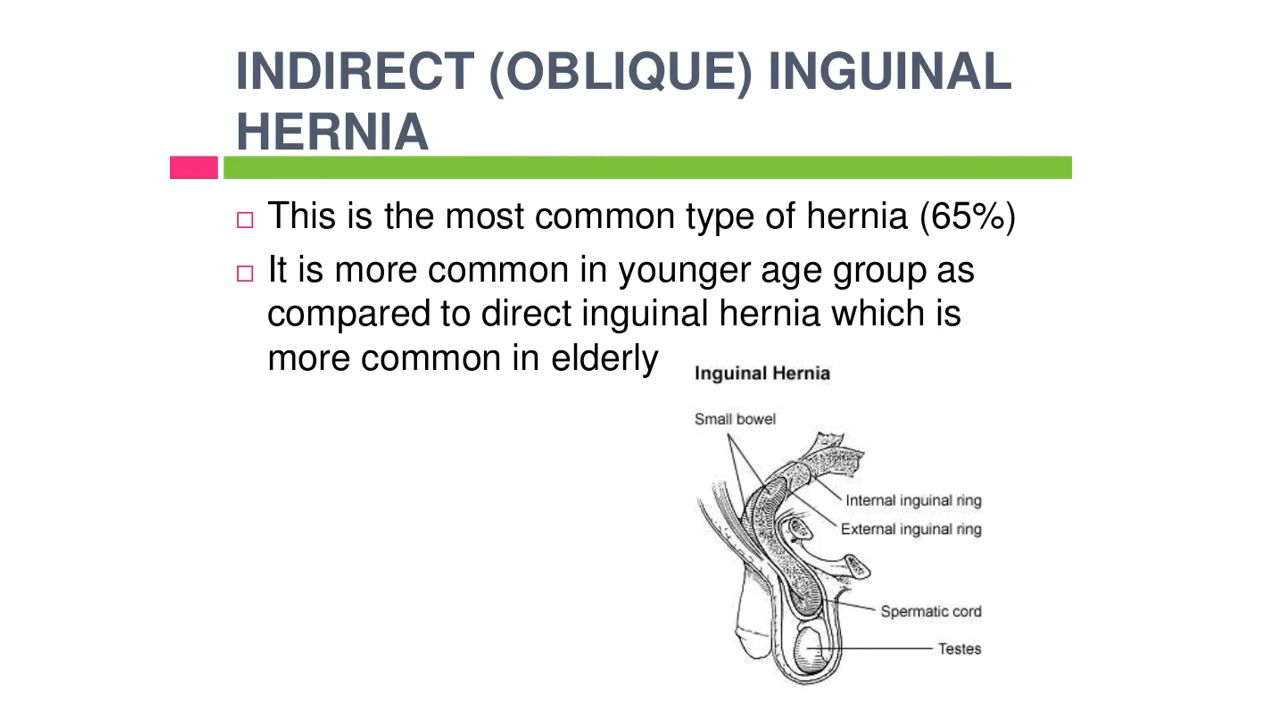 INDIRECT (OBLIQUE) INGUINAL
HERNIA
This is the most common type of hernia (65%)
It is more common in younger age group as
compared to direct inguinal hernia which is
more common in elderly
Inguinal Hernia
Small bowel
Internal inguinal ring
External inguinal ring
Spermatic cord
Testes